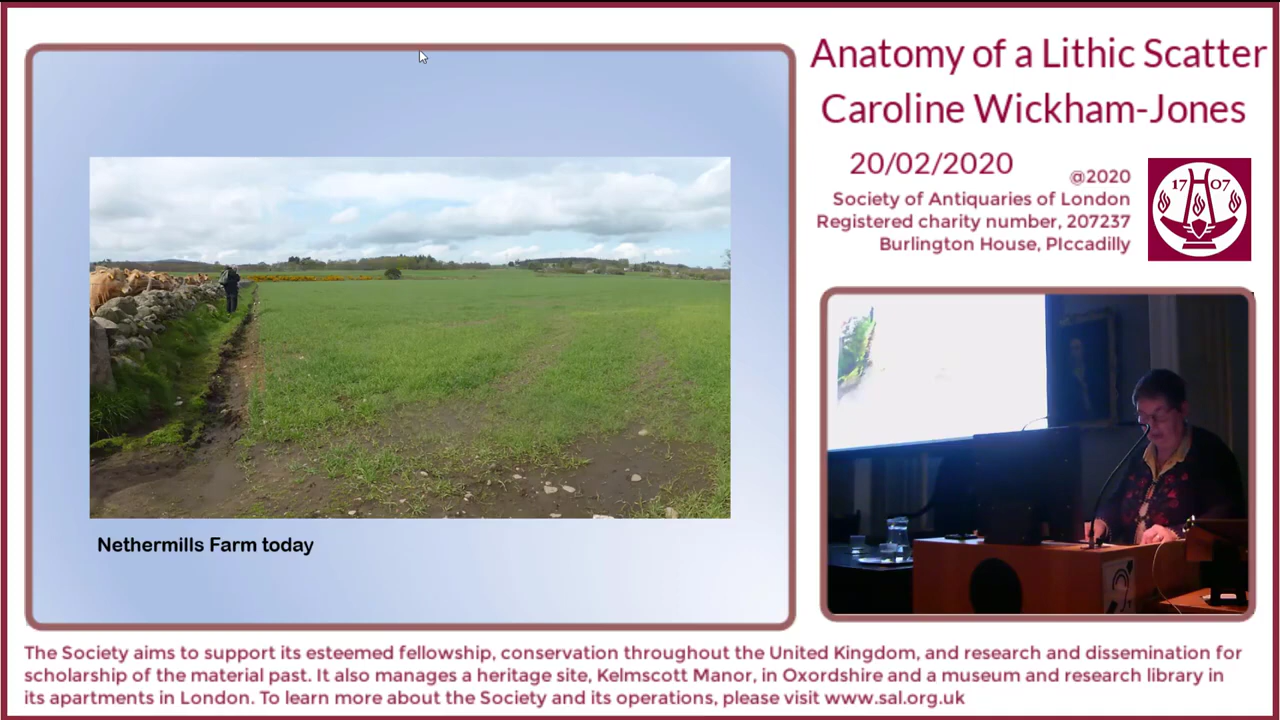 Anatomy of a Lithic Scatter
Caroline Wickham-Jones
20/02/2020
@2020
Society of Antiquaries of London
Registered charity number, 207237
Burlington House, PIccadilly
17 07
Nethermills Farm today
The Society aims to support its esteemed fellowship, conservation throughout the United Kingdom, and research and dissemination for
scholarship of the material past. It also manages a heritage site, Kelmscott Manor, in Oxordshire and a museum and research library in
its apartments in London. To learn more about the Society and its operations, please visit www.sal.org.uk